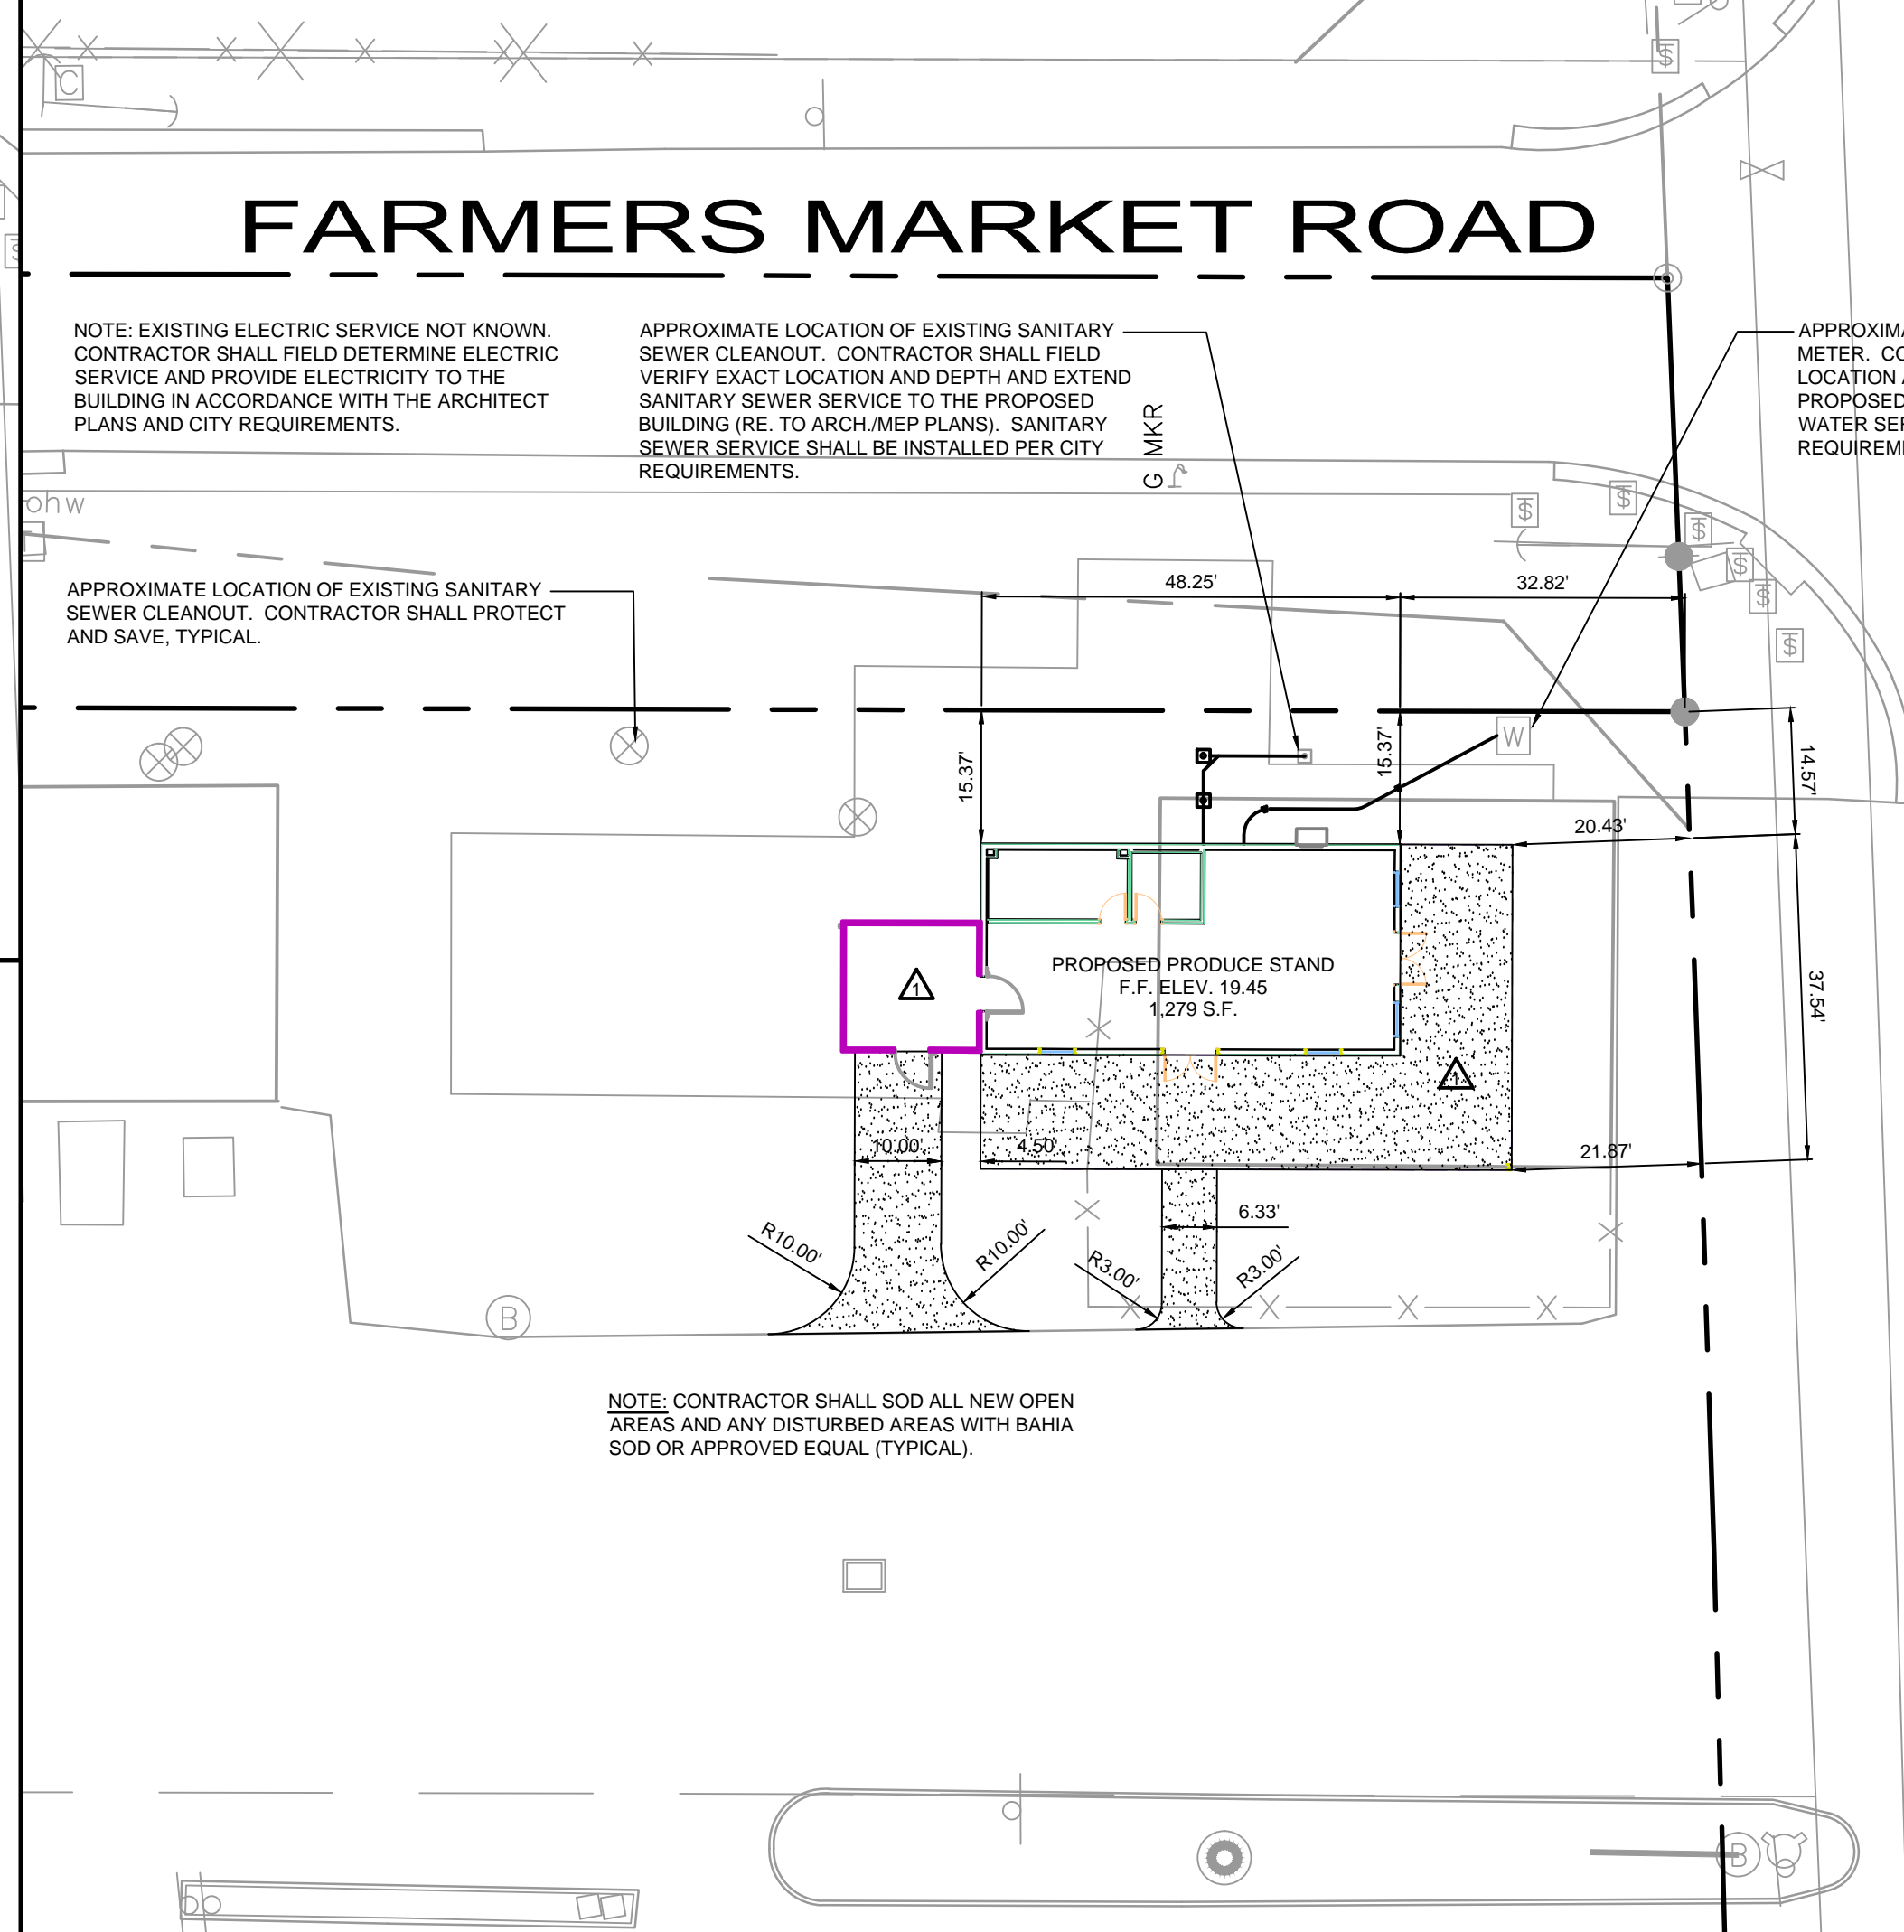 C
FARMERS MARKET ROAD
NOTE: EXISTING ELECTRIC SERVICE NOT KNOWN.
CONTRACTOR SHALL FIELD DETERMINE ELECTRIC
SERVICE AND PROVIDE ELECTRICITY TO THE
BUILDING IN ACCORDANCE WITH THE ARCHITECT
PLANS AND CITY REQUIREMENTS.
APPROXIMATE LOCATION OF EXISTING SANITARY
SEWER CLEANOUT.  CONTRACTOR SHALL FIELD
VERIFY EXACT LOCATION AND DEPTH AND EXTEND
SANITARY SEWER SERVICE TO THE PROPOSED
BUILDING (RE. TO ARCH./MEP PLANS).  SANITARY
SEWER SERVICE SHALL BE INSTALLED PER CITY
REQUIREMENTS.
G MKR
METER.
PROPOSED
ohw
APPROXIMATE LOCATION OF EXISTING SANITARY
SEWER CLEANOUT.  CONTRACTOR SHALL PROTECT
AND SAVE, TYPICAL.
48.25'
32.82'
15.37'
15.37'
W
14.57'
20.43'
37.54'
PROPOSED PRODUCE STAND
F.F. ELEV. 19.45
1,279 S.F.
1
1
10.00
4.50
21.87'
6.33'
R10.00'
R10.00'
R3.00'
R3.00'
B
NOTE: CONTRACTOR SHALL SOD ALL NEW OPEN
AREAS AND ANY DISTURBED AREAS WITH BAHIA
SOD OR APPROVED EQUAL (TYPICAL).
B